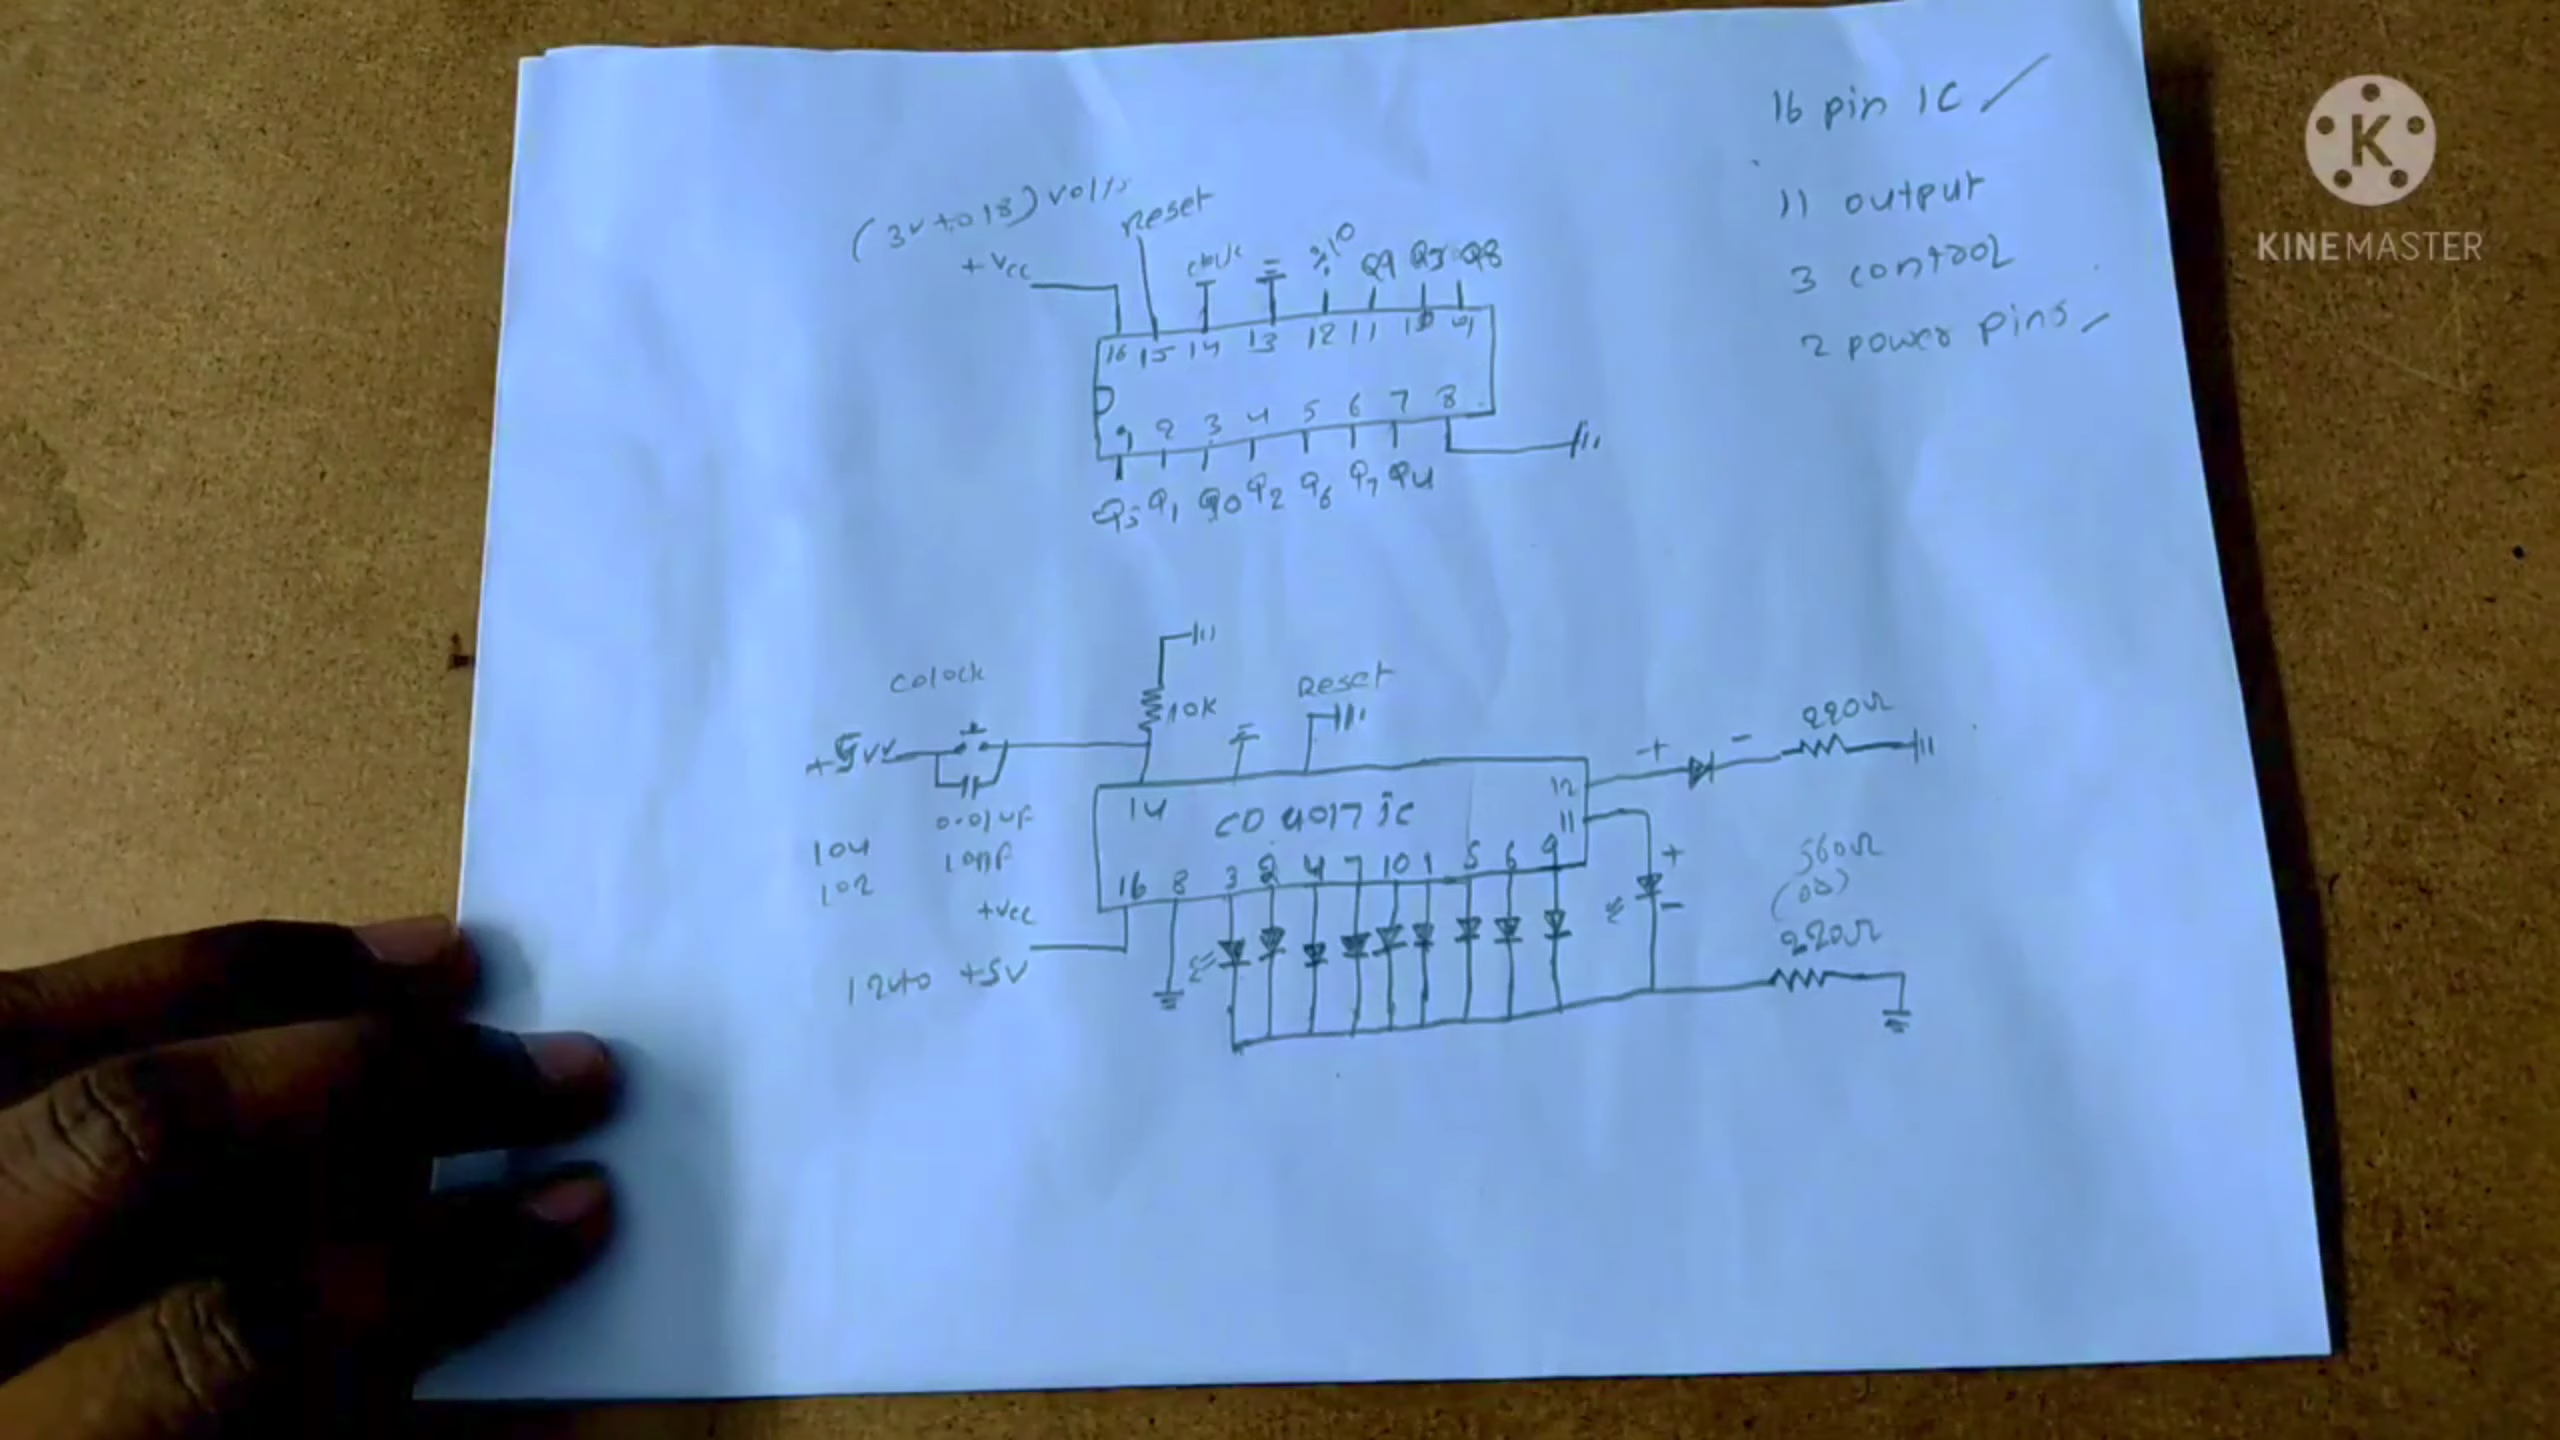 16 pin IC
11 output
3 control
2 power pins
KINEMASTER
(3v to 18) volts
Reset
+Vcc
Q9
Q8
16 15 14 13 12 11 10 9
1 2 3 4 5 6 7 8
Q5 Q1 Q0 Q2 Q6 Q7 Q4
Colock
10K
Reset
220Ω
+ -
+5V
14
CD 4017 ic
12
11
0.01uf
104
10nf
102
16 8 3 2 4 7 10 1 5 6 9
+
-
560Ω
220Ω
+Vcc
12v to +5V